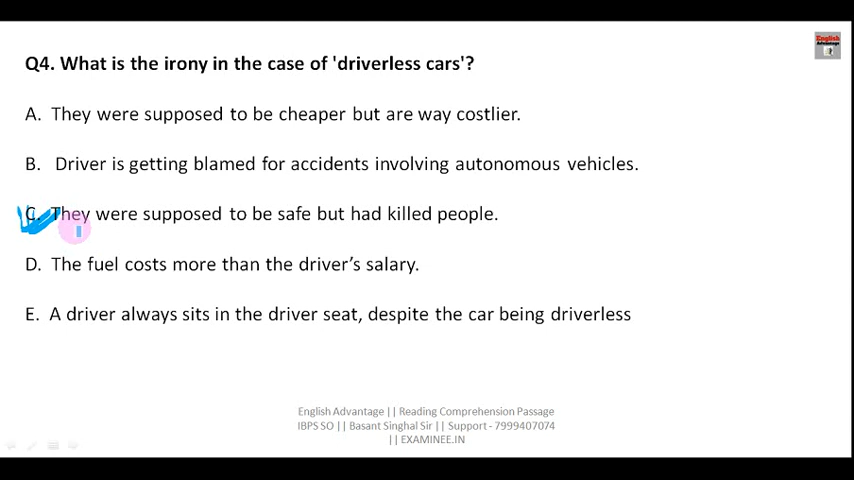 English
Advantage
Q4. What is the irony in the case of 'driverless cars'?
A. They were supposed to be cheaper but are way costlier.
B. Driver is getting blamed for accidents involving autonomous vehicles.
C. They were supposed to be safe but had killed people.
D. The fuel costs more than the driver’s salary.
E. A driver always sits in the driver seat, despite the car being driverless
English Advantage || Reading Comprehension Passage
IBPS SO || Basant Singhal Sir || Support - 7999407074
|| EXAMINEE.IN